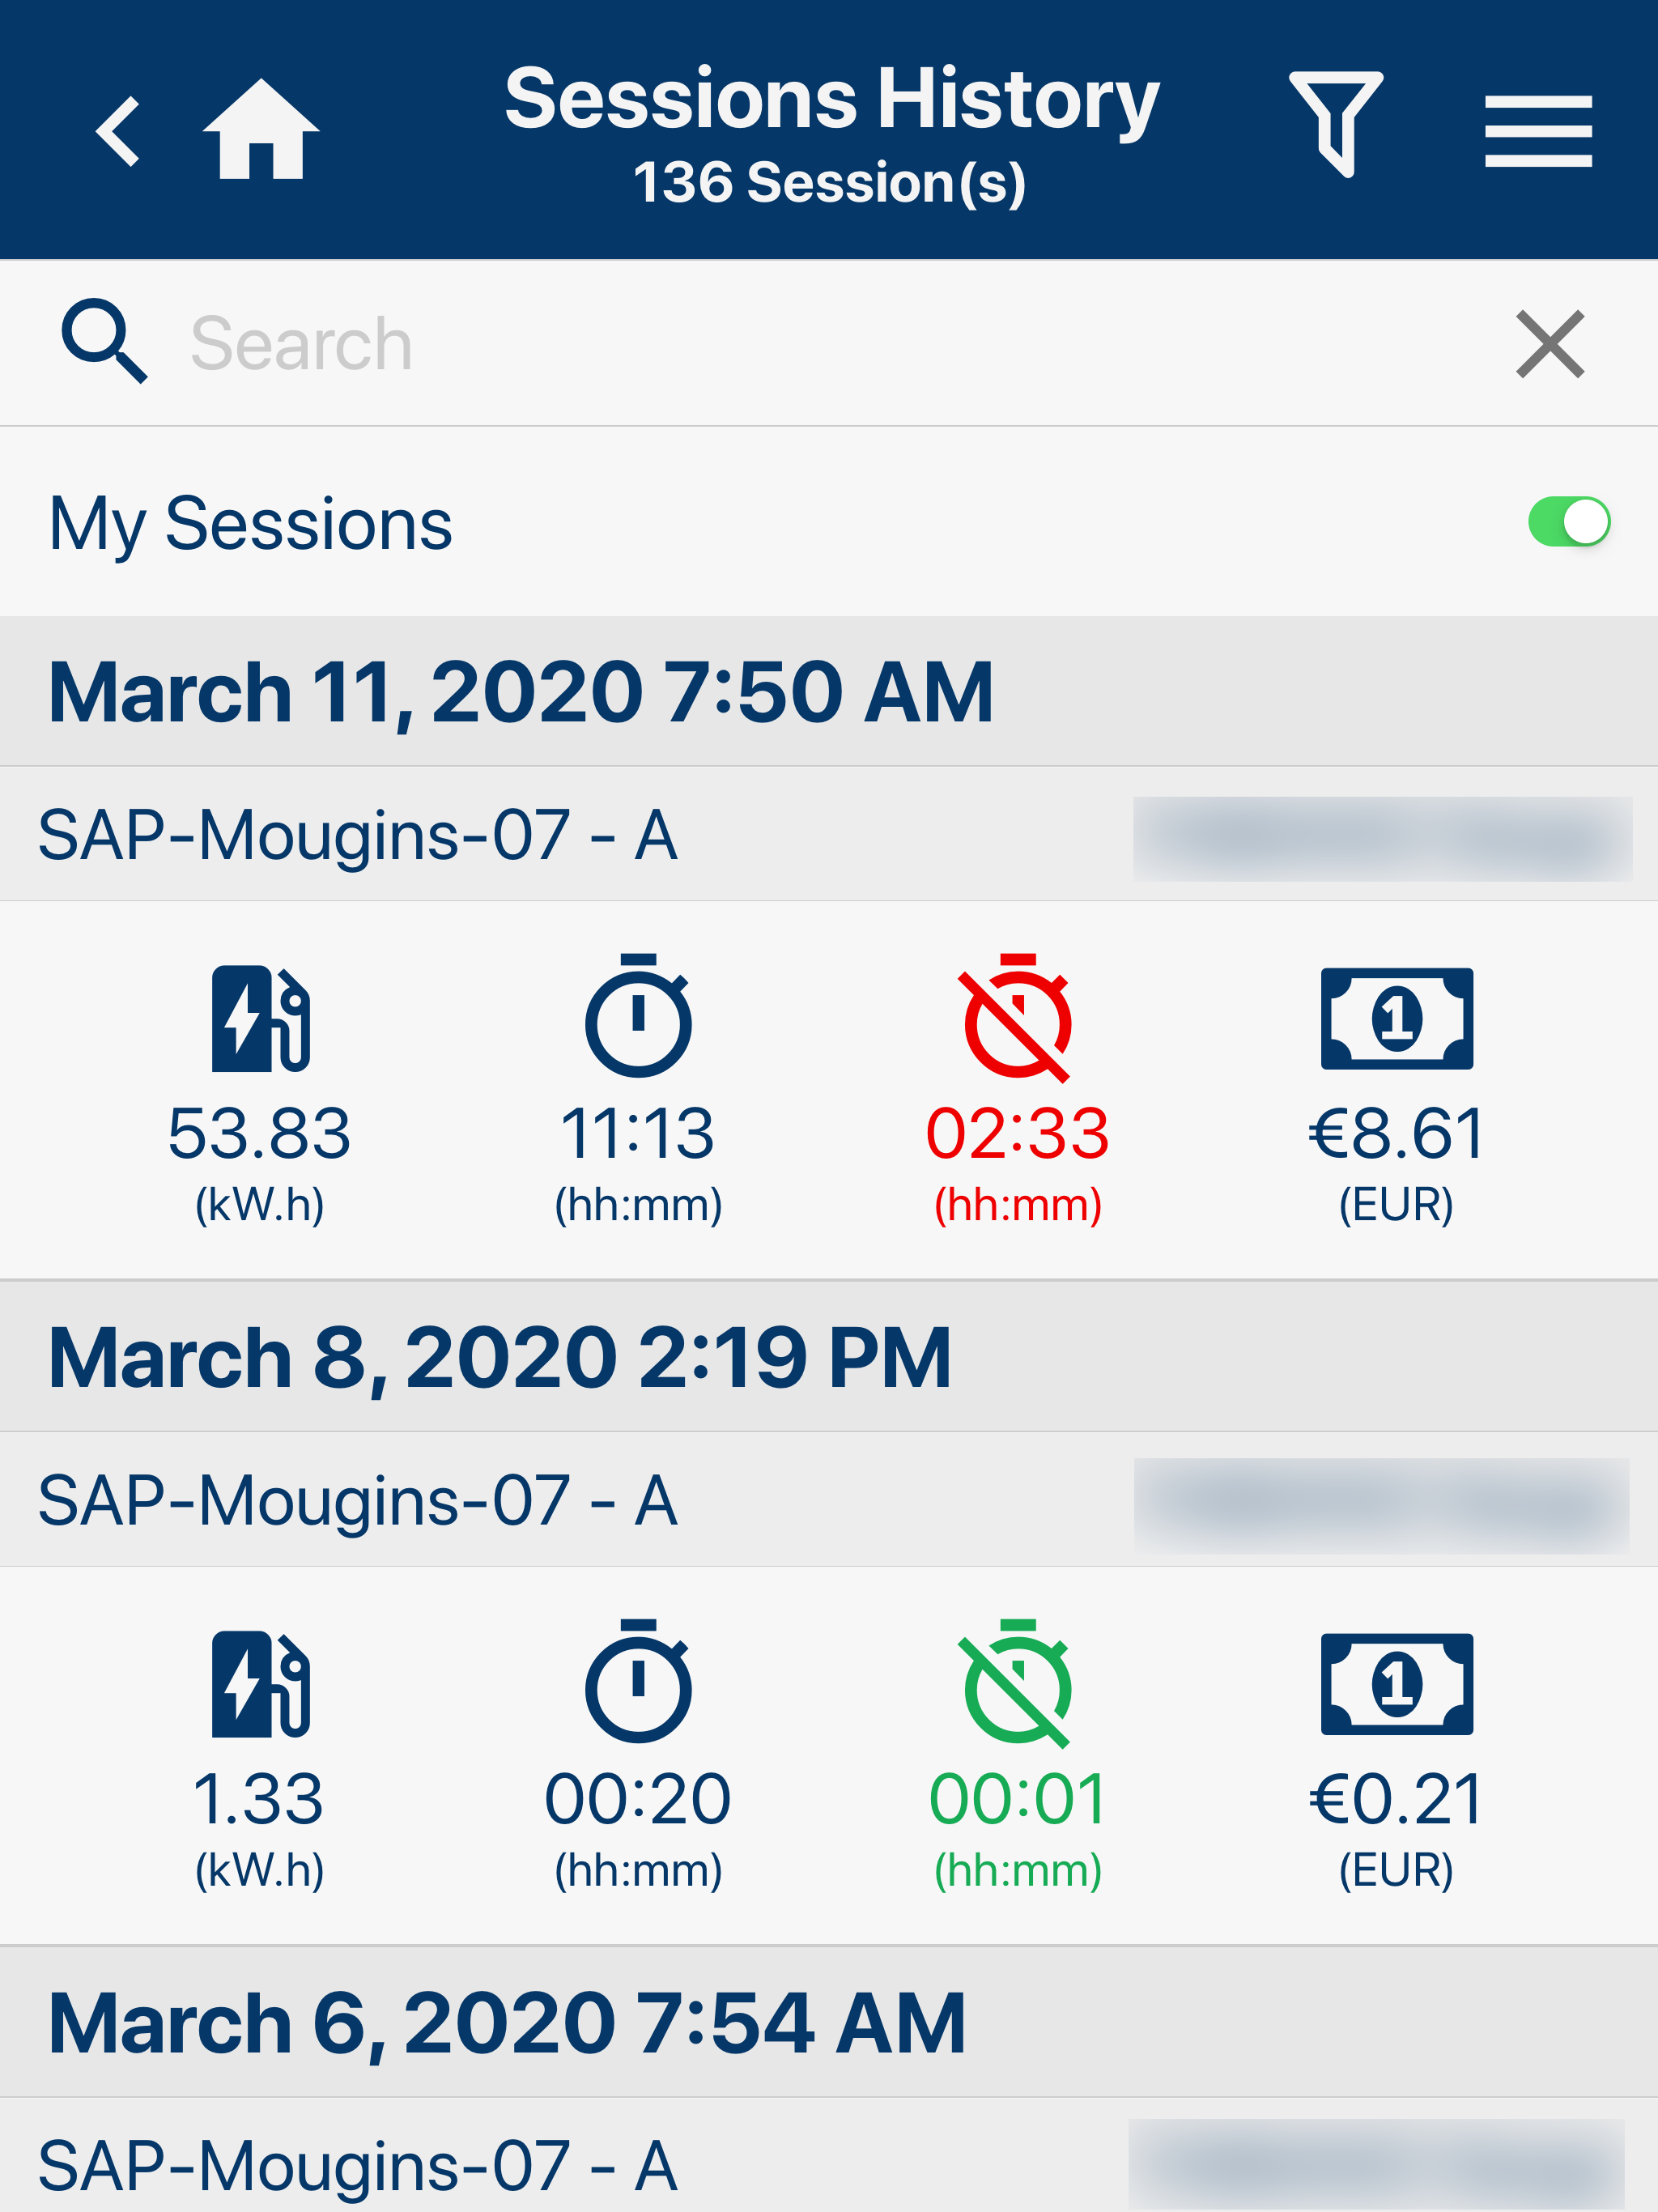 Sessions History
136 Session(s)
Search
My Sessions
March 11, 2020 7:50 AM
SAP-Mougins-07 - A
53.83 11:13 02:33 €8.61
(kW.h) (hh:mm) (hh:mm) (EUR)
March 8, 2020 2:19 PM
SAP-Mougins-07 - A
1.33 00:20 00:01 €0.21
(kW.h) (hh:mm) (hh:mm) (EUR)
March 6, 2020 7:54 AM
SAP-Mougins-07 - A